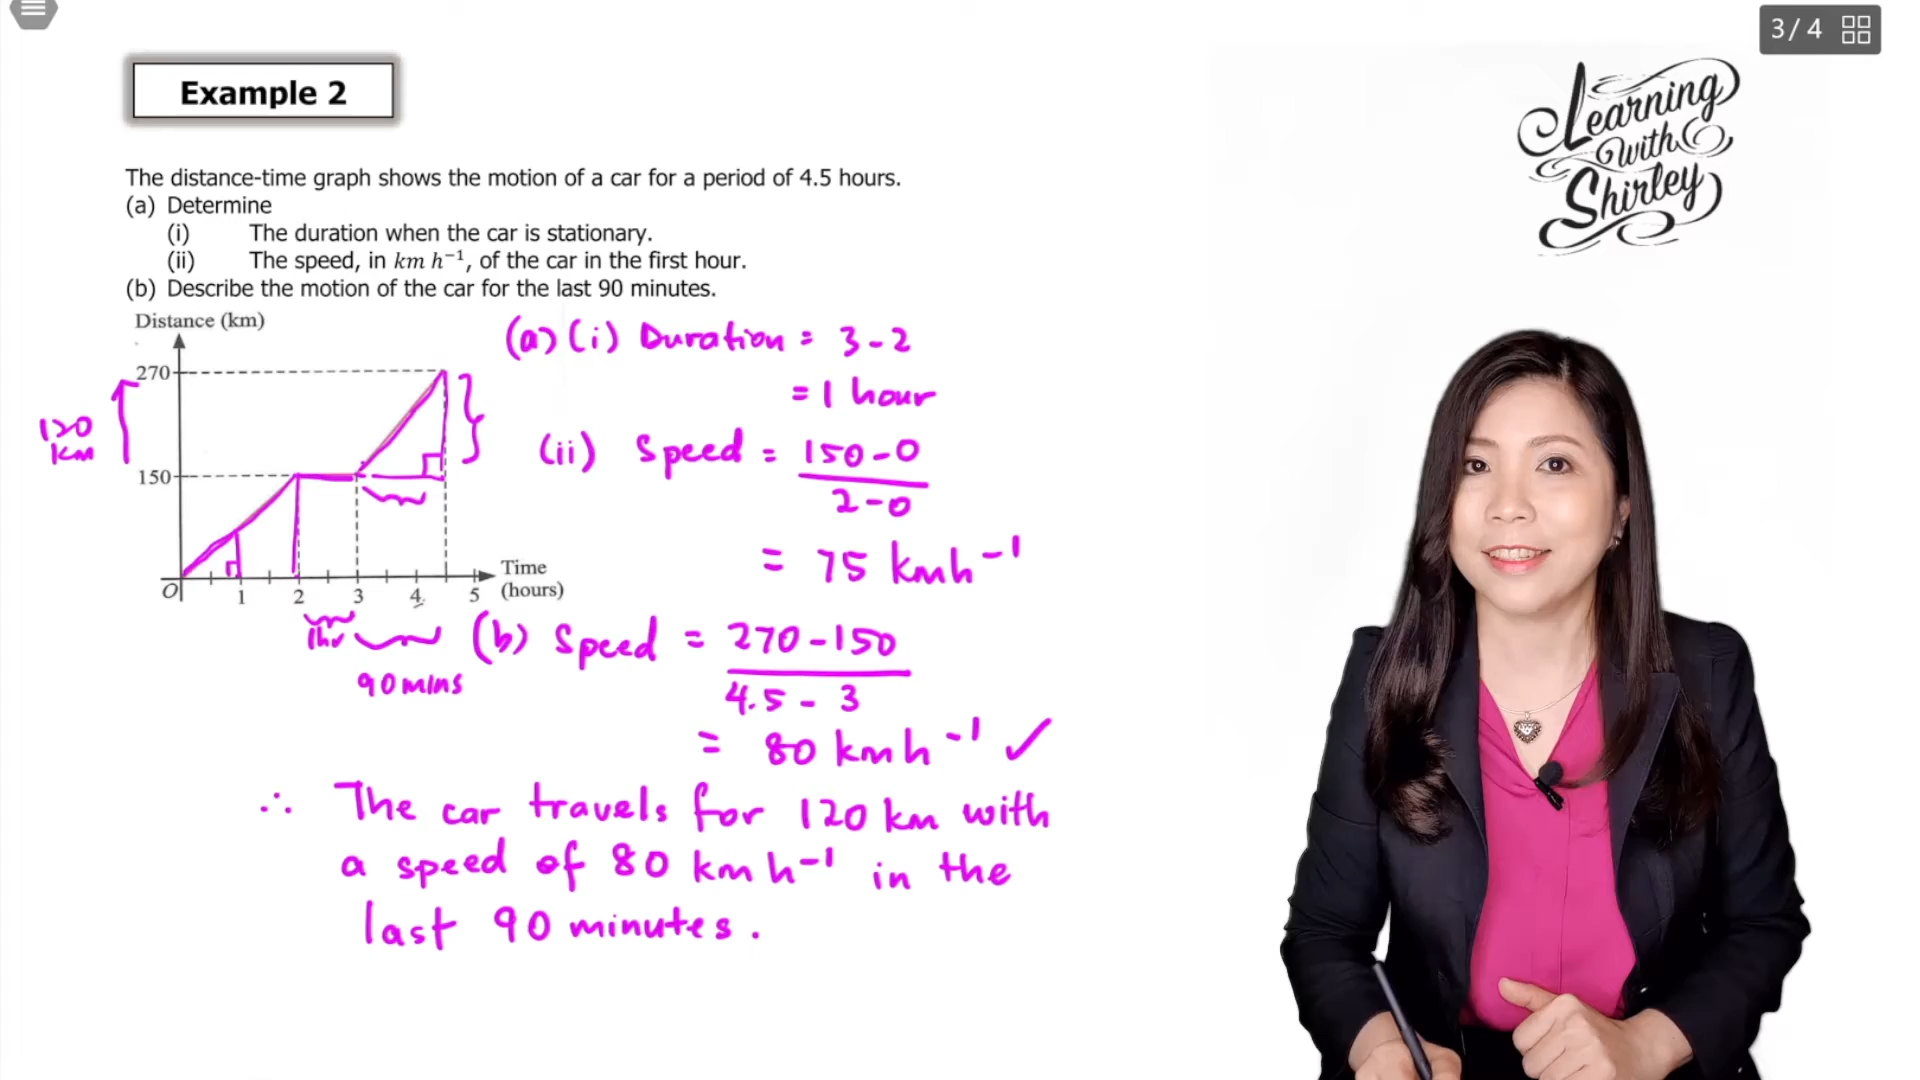 3 / 4
Example 2
Learning
with
Shirley
The distance-time graph shows the motion of a car for a period of 4.5 hours.
(a) Determine
(i) The duration when the car is stationary.
(ii) The speed, in km h⁻¹, of the car in the first hour.
(b) Describe the motion of the car for the last 90 minutes.
Distance (km)
270
120
km
150
O 1 2 3 4 5
Time
(hours)
1hr
90 mins
(a) (i) Duration = 3 - 2
= 1 hour
(ii) Speed = 150 - 0
2 - 0
= 75 km h⁻¹
(b) Speed = 270 - 150
4.5 - 3
= 80 km h⁻¹ ✓
∴ The car travels for 120 km with
a speed of 80 km h⁻¹ in the
last 90 minutes.